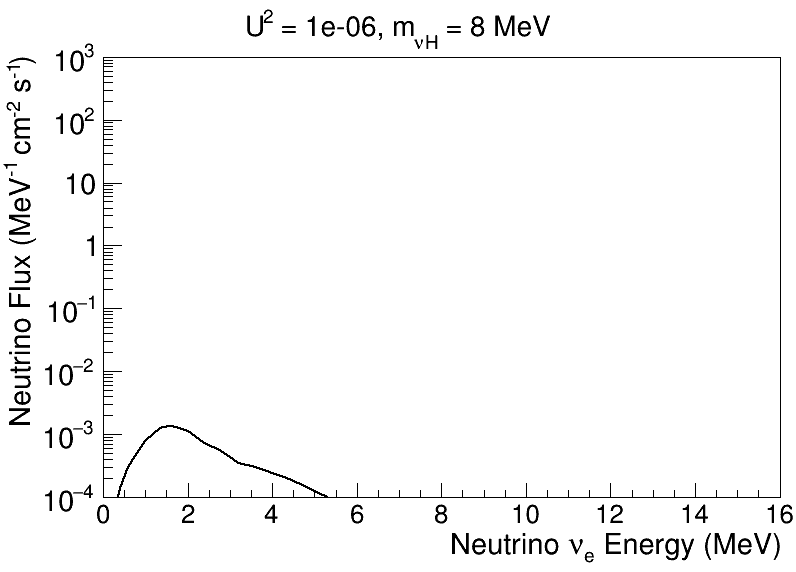 U² = 1e-06, m_νH = 8 MeV
Neutrino Flux (MeV⁻¹ cm⁻² s⁻¹)
10³
10²
10
1
10⁻¹
10⁻²
10⁻³
10⁻⁴
0 2 4 6 8 10 12 14 16
Neutrino ν_e Energy (MeV)